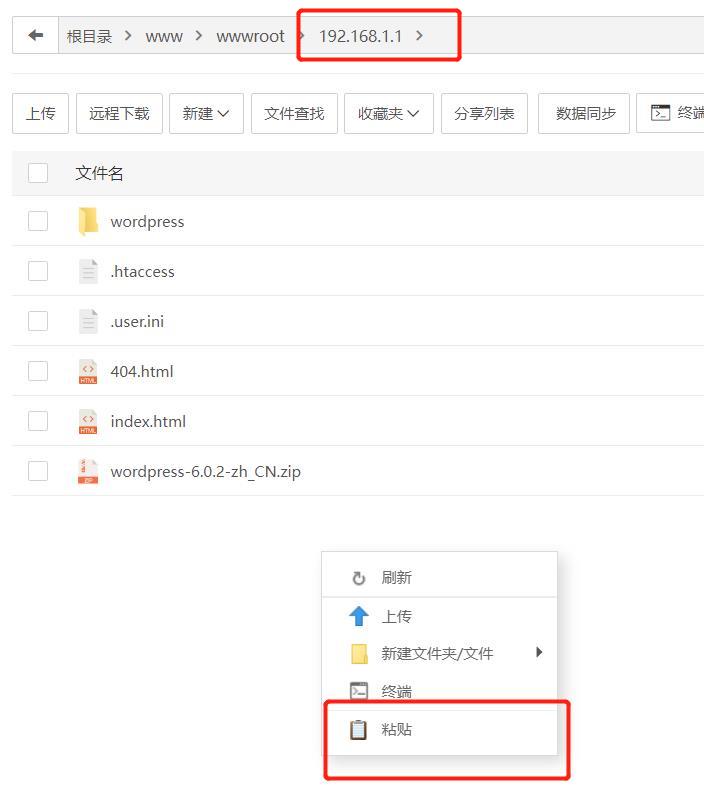 根目录 > www > wwwroot > 192.168.1.1 >
上传 远程下载 新建 文件查找 收藏夹 分享列表 数据同步 终端
文件名
wordpress
.htaccess
.user.ini
404.html
index.html
wordpress-6.0.2-zh_CN.zip
刷新
上传
新建文件夹/文件
终端
粘贴